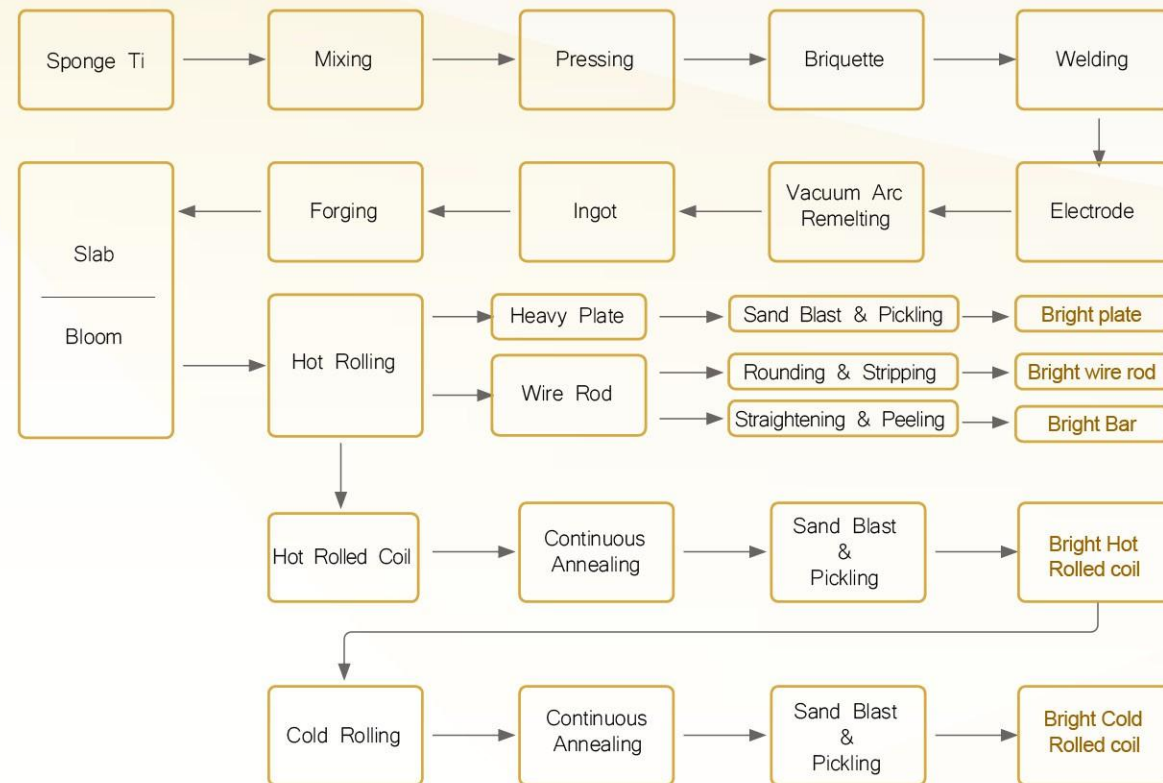 Sponge Ti
Mixing
Pressing
Briquette
Welding
Electrode
Vacuum Arc
Remelting
Ingot
Forging
Slab
Bloom
Hot Rolling
Heavy Plate
Sand Blast & Pickling
Bright plate
Wire Rod
Rounding & Stripping
Bright wire rod
Straightening & Peeling
Bright Bar
Hot Rolled Coil
Continuous
Annealing
Sand Blast
&
Pickling
Bright Hot
Rolled coil
Cold Rolling
Continuous
Annealing
Sand Blast
&
Pickling
Bright Cold
Rolled coil